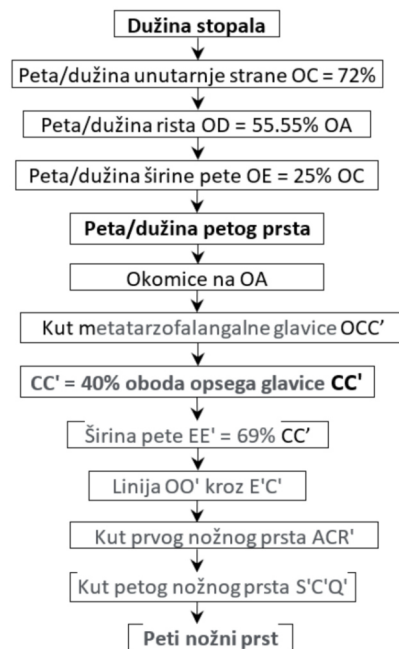 Dužina stopala
Peta/dužina unutarnje strane OC = 72%
Peta/dužina rista OD = 55.55% OA
Peta/dužina širine pete OE = 25% OC
Peta/dužina petog prsta
Okomice na OA
Kut metatarzofalangalne glavice OCC’
CC' = 40% oboda opsega glavice CC'
Širina pete EE' = 69% CC’
Linija OO' kroz E'C'
Kut prvog nožnog prsta ACR'
Kut petog nožnog prsta S'C'Q'
Peti nožni prst